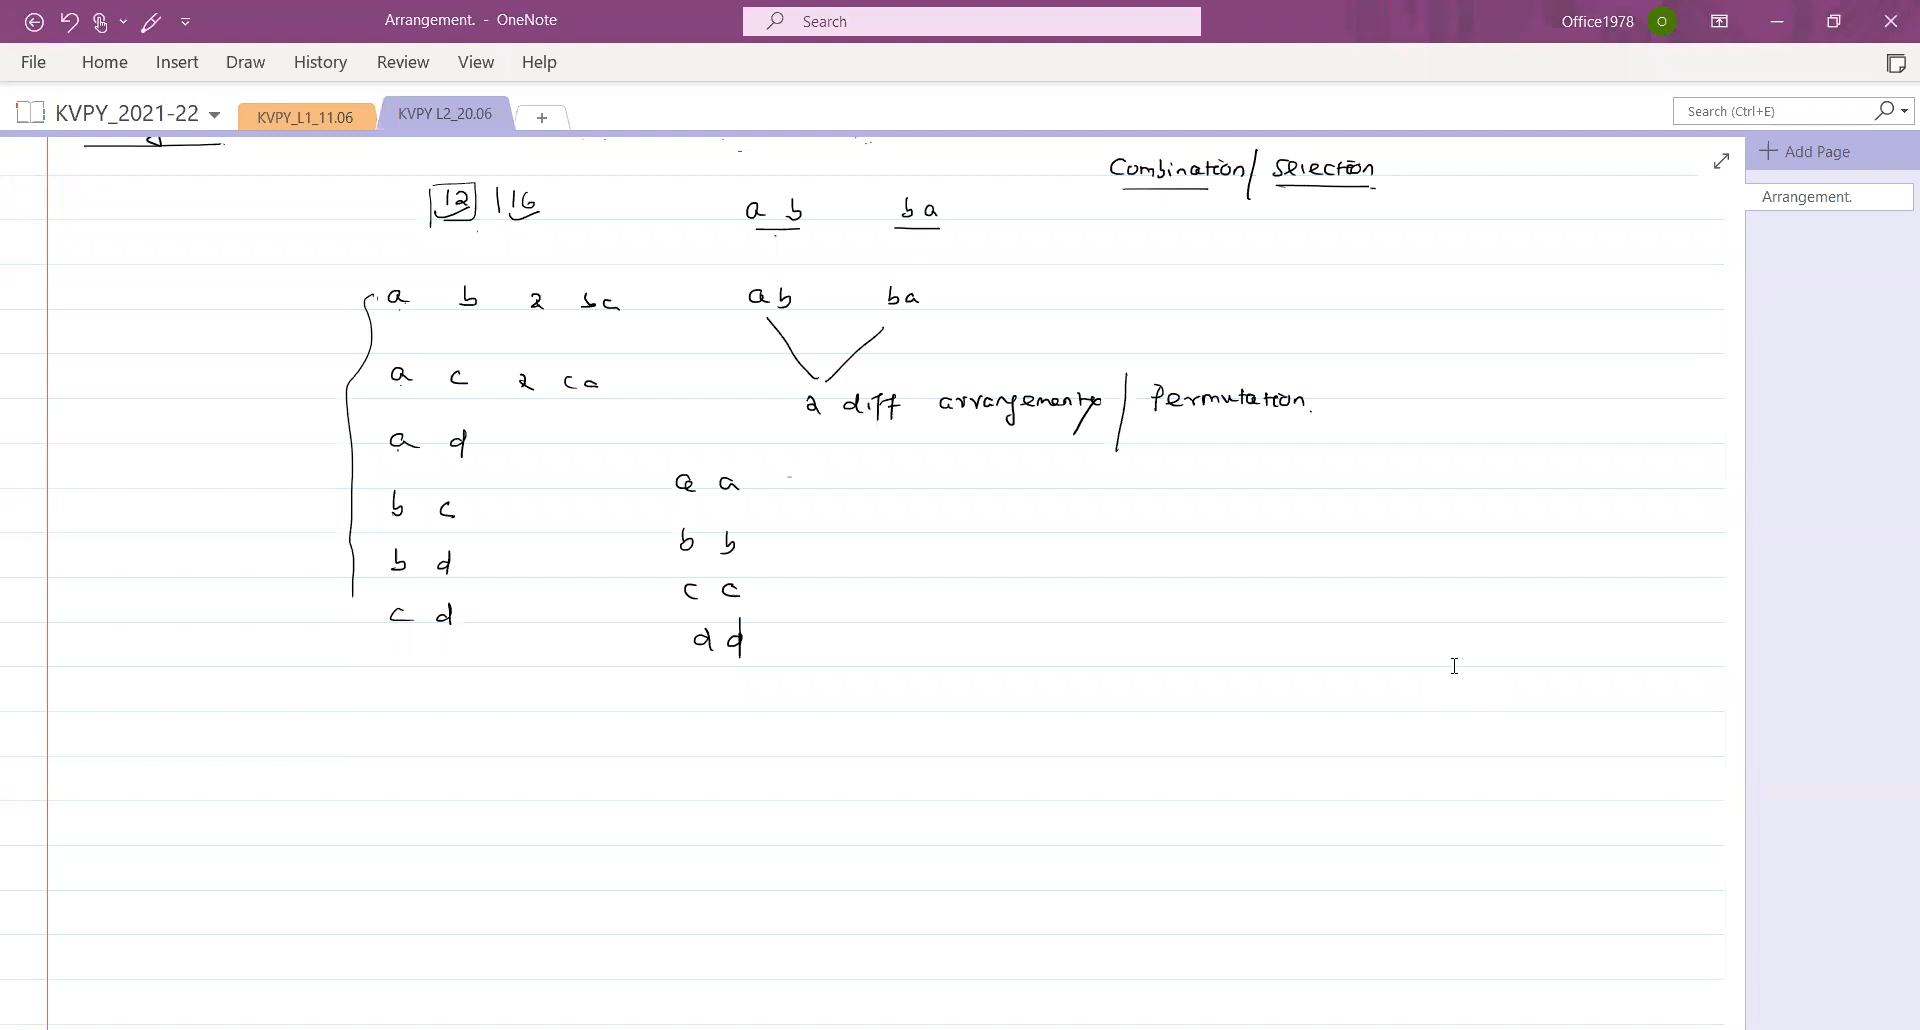 Arrangement. - OneNote
Search
Office1978
O
File Home Insert Draw History Review View Help
KVPY_2021-22
KVPY_L1_11.06
KVPY L2_20.06
+
Search (Ctrl+E)
Add Page
Arrangement.
Combination / Selection
12 | 16
a b
b a
a b 2 ba
ab
ba
a c 2 ca
2 diff arrangements / Permutation.
a d
a a
b c
b b
b d
c c
c d
d d